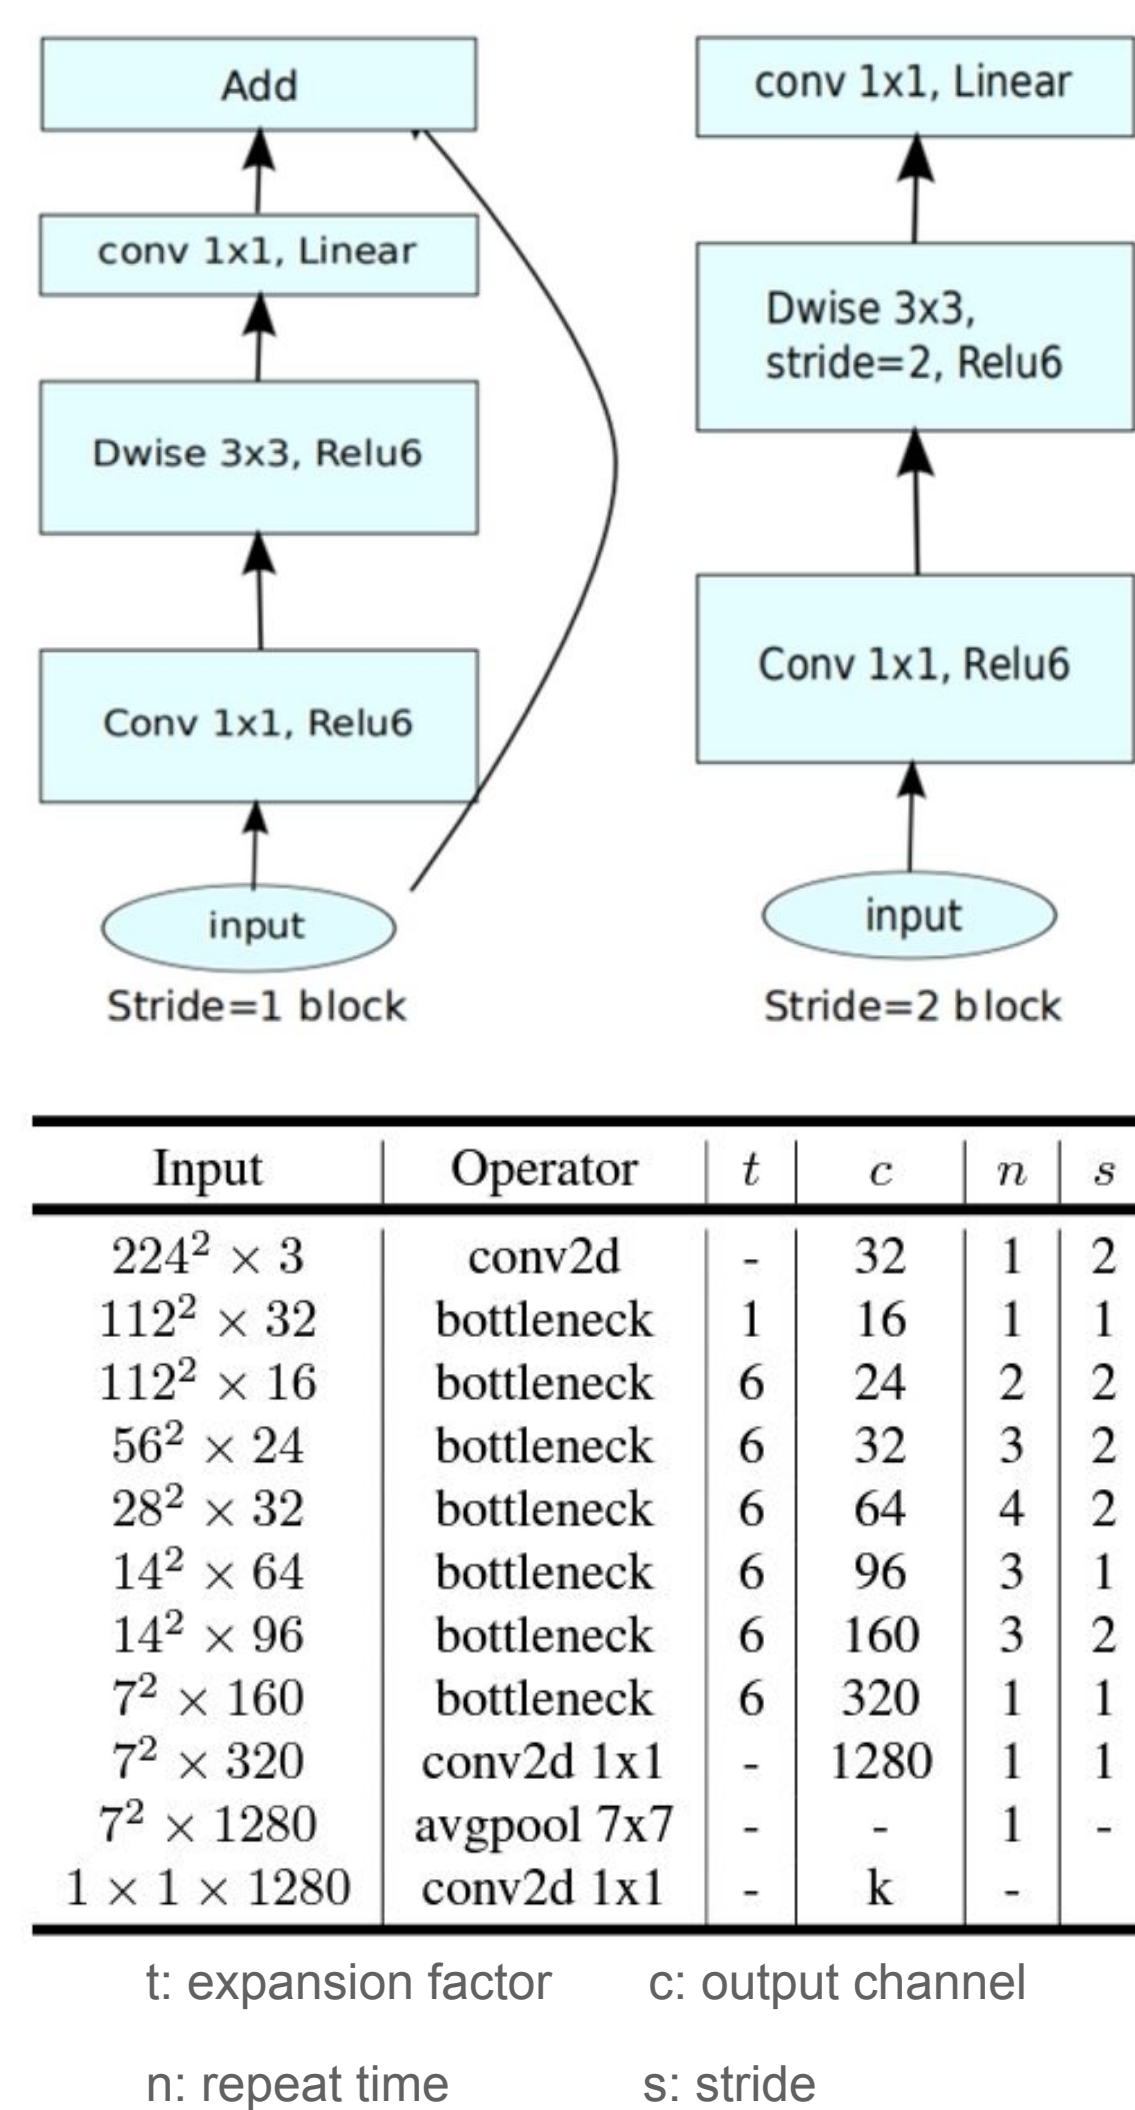 Add
conv 1x1, Linear
Dwise 3x3, Relu6
Conv 1x1, Relu6
input
Stride=1 block
conv 1x1, Linear
Dwise 3x3,
stride=2, Relu6
Conv 1x1, Relu6
input
Stride=2 block
Input Operator t c n s
224² × 3 conv2d - 32 1 2
112² × 32 bottleneck 1 16 1 1
112² × 16 bottleneck 6 24 2 2
56² × 24 bottleneck 6 32 3 2
28² × 32 bottleneck 6 64 4 2
14² × 64 bottleneck 6 96 3 1
14² × 96 bottleneck 6 160 3 2
7² × 160 bottleneck 6 320 1 1
7² × 320 conv2d 1x1 - 1280 1 1
7² × 1280 avgpool 7x7 - - 1 -
1 × 1 × 1280 conv2d 1x1 - k -
t: expansion factor c: output channel
n: repeat time s: stride